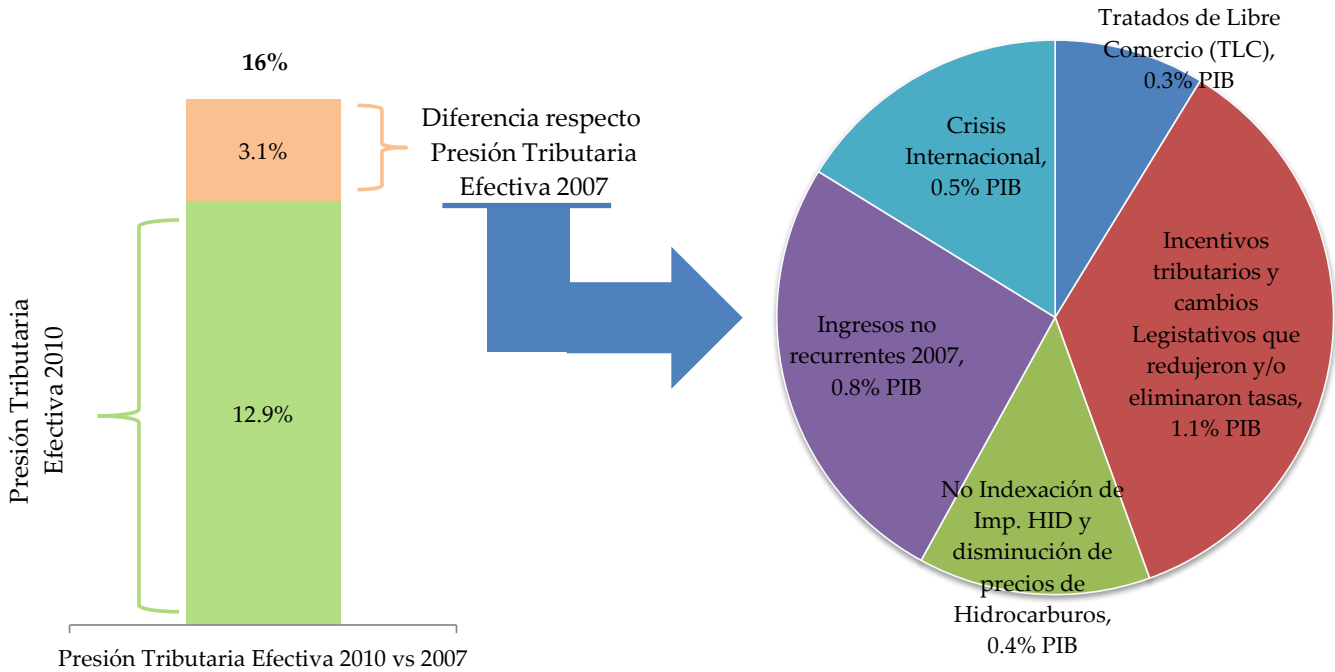 16%
3.1%
12.9%
Presión Tributaria
Efectiva 2010
Presión Tributaria Efectiva 2010 vs 2007
Diferencia respecto
Presión Tributaria
Efectiva 2007
Tratados de Libre
Comercio (TLC),
0.3% PIB
Incentivos
tributarios y
cambios
Legistativos que
redujeron y/o
eliminaron tasas,
1.1% PIB
No Indexación de
Imp. HID y
disminución de
precios de
Hidrocarburos,
0.4% PIB
Ingresos no
recurrentes 2007,
0.8% PIB
Crisis
Internacional,
0.5% PIB